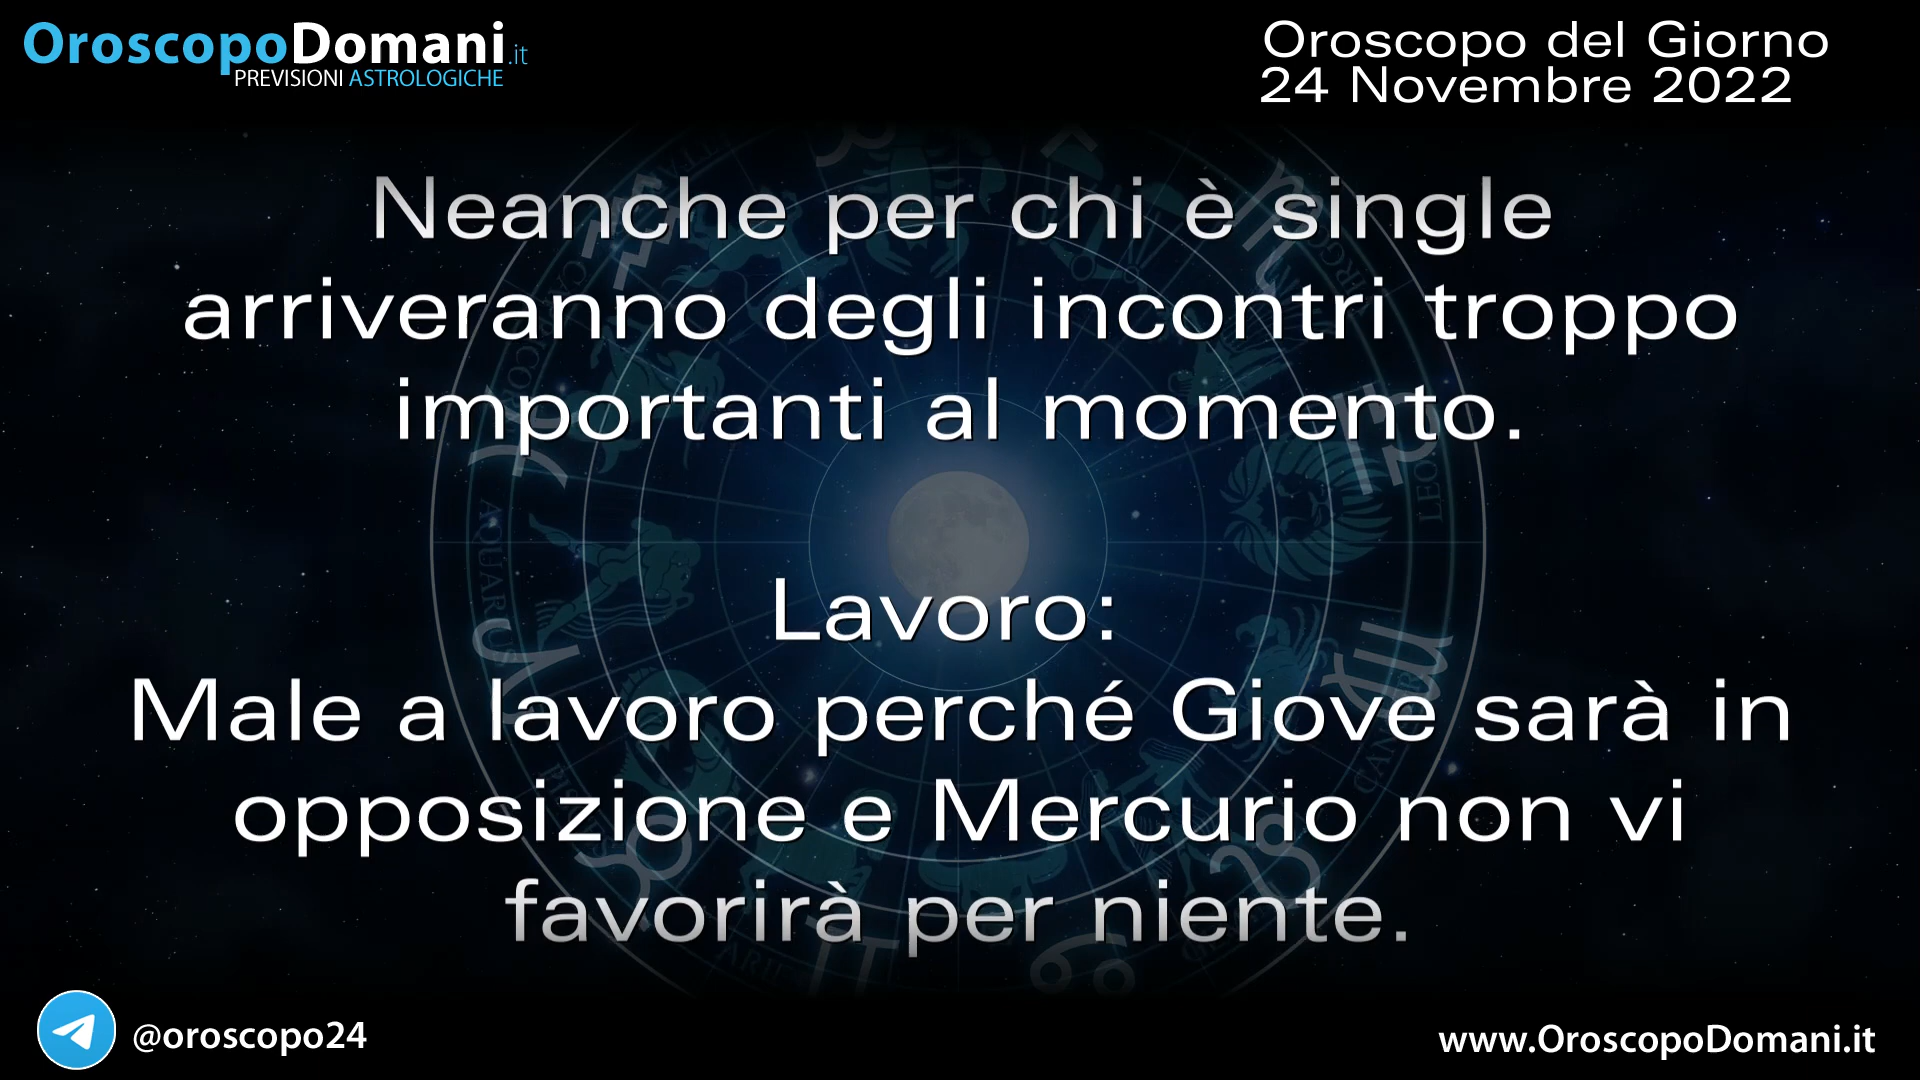 OroscopoDomani.it
PREVISIONI ASTROLOGICHE
Oroscopo del Giorno
24 Novembre 2022
Neanche per chi è single
arriveranno degli incontri troppo
importanti al momento.
Lavoro:
Male a lavoro perché Giove sarà in
opposizione e Mercurio non vi
favorirà per niente.
@oroscopo24
www.OroscopoDomani.it